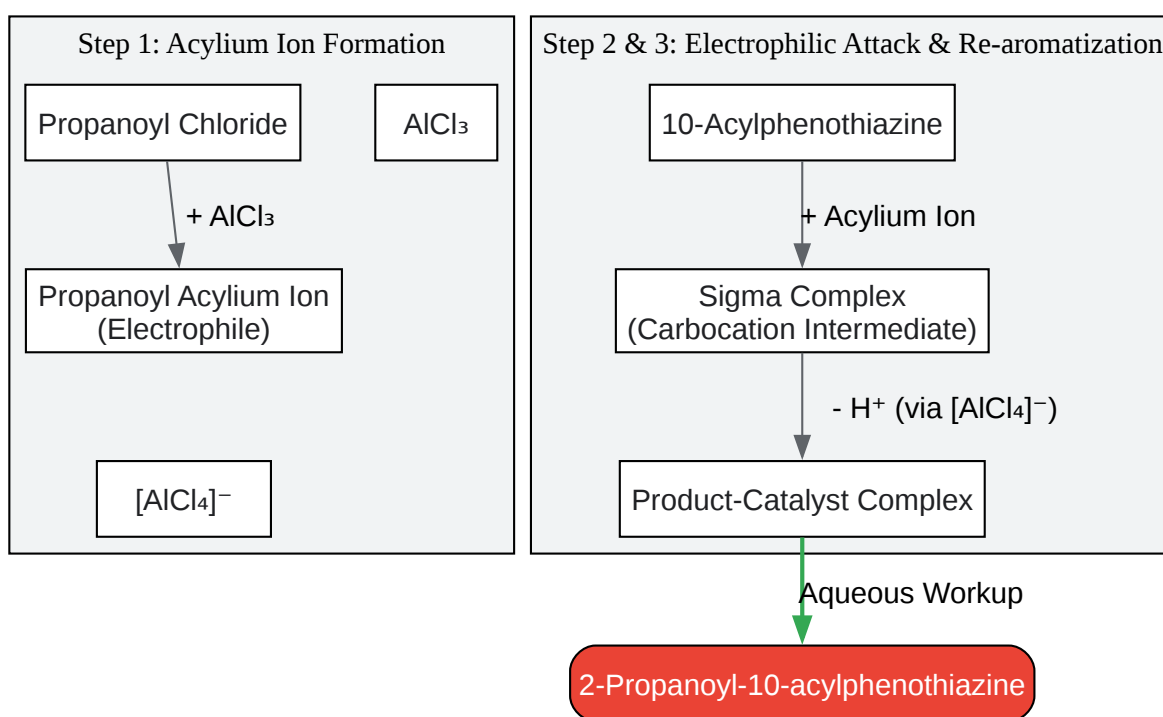 Step 1: Acylium Ion Formation
Propanoyl Chloride
AlCl₃
+ AlCl₃
Propanoyl Acylium Ion
(Electrophile)
[AlCl₄]⁻
Step 2 & 3: Electrophilic Attack & Re-aromatization
10-Acylphenothiazine
+ Acylium Ion
Sigma Complex
(Carbocation Intermediate)
- H⁺ (via [AlCl₄]⁻)
Product-Catalyst Complex
Aqueous Workup
2-Propanoyl-10-acylphenothiazine